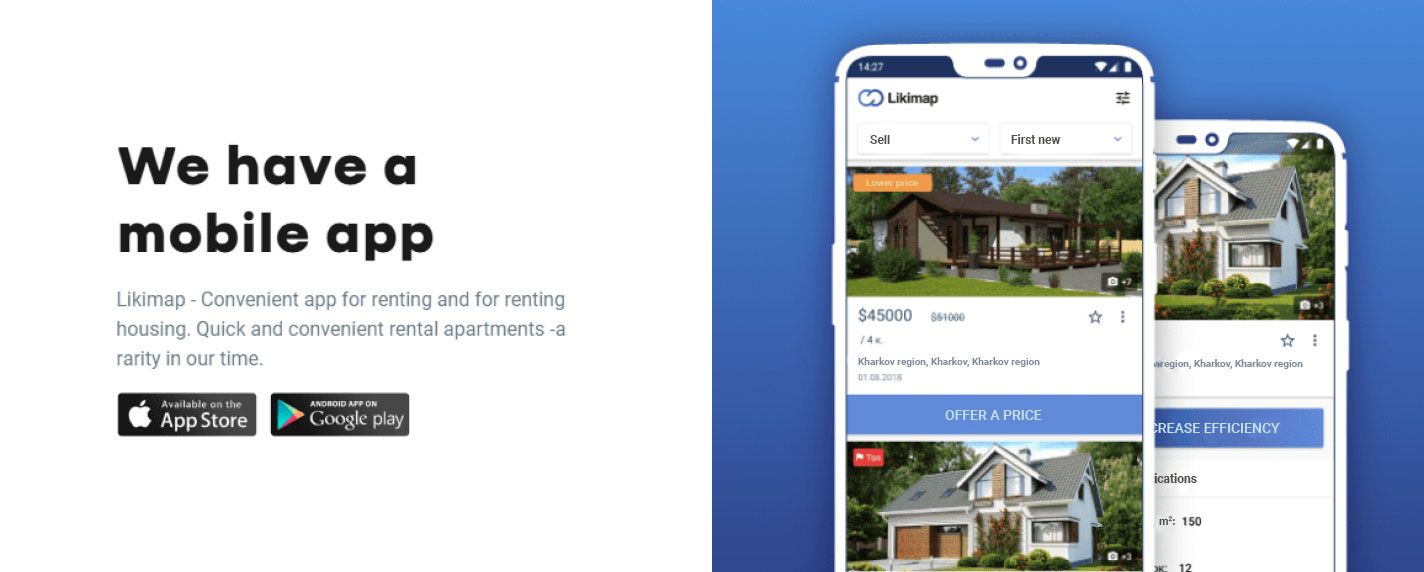 We have a
mobile app
Likimap - Convenient app for renting and for renting
housing. Quick and convenient rental apartments -a
rarity in our time.
Available on the
App Store
ANDROID APP ON
Google play
14:27
Likimap
Sell
First new
Lower price
+7
$45000 $51000
/ 4 к.
Kharkov region, Kharkov, Kharkov region
01.08.2018
OFFER A PRICE
Топ
+3
+3
region, Kharkov, Kharkov region
CREASE EFFICIENCY
ications
m²: 150
12